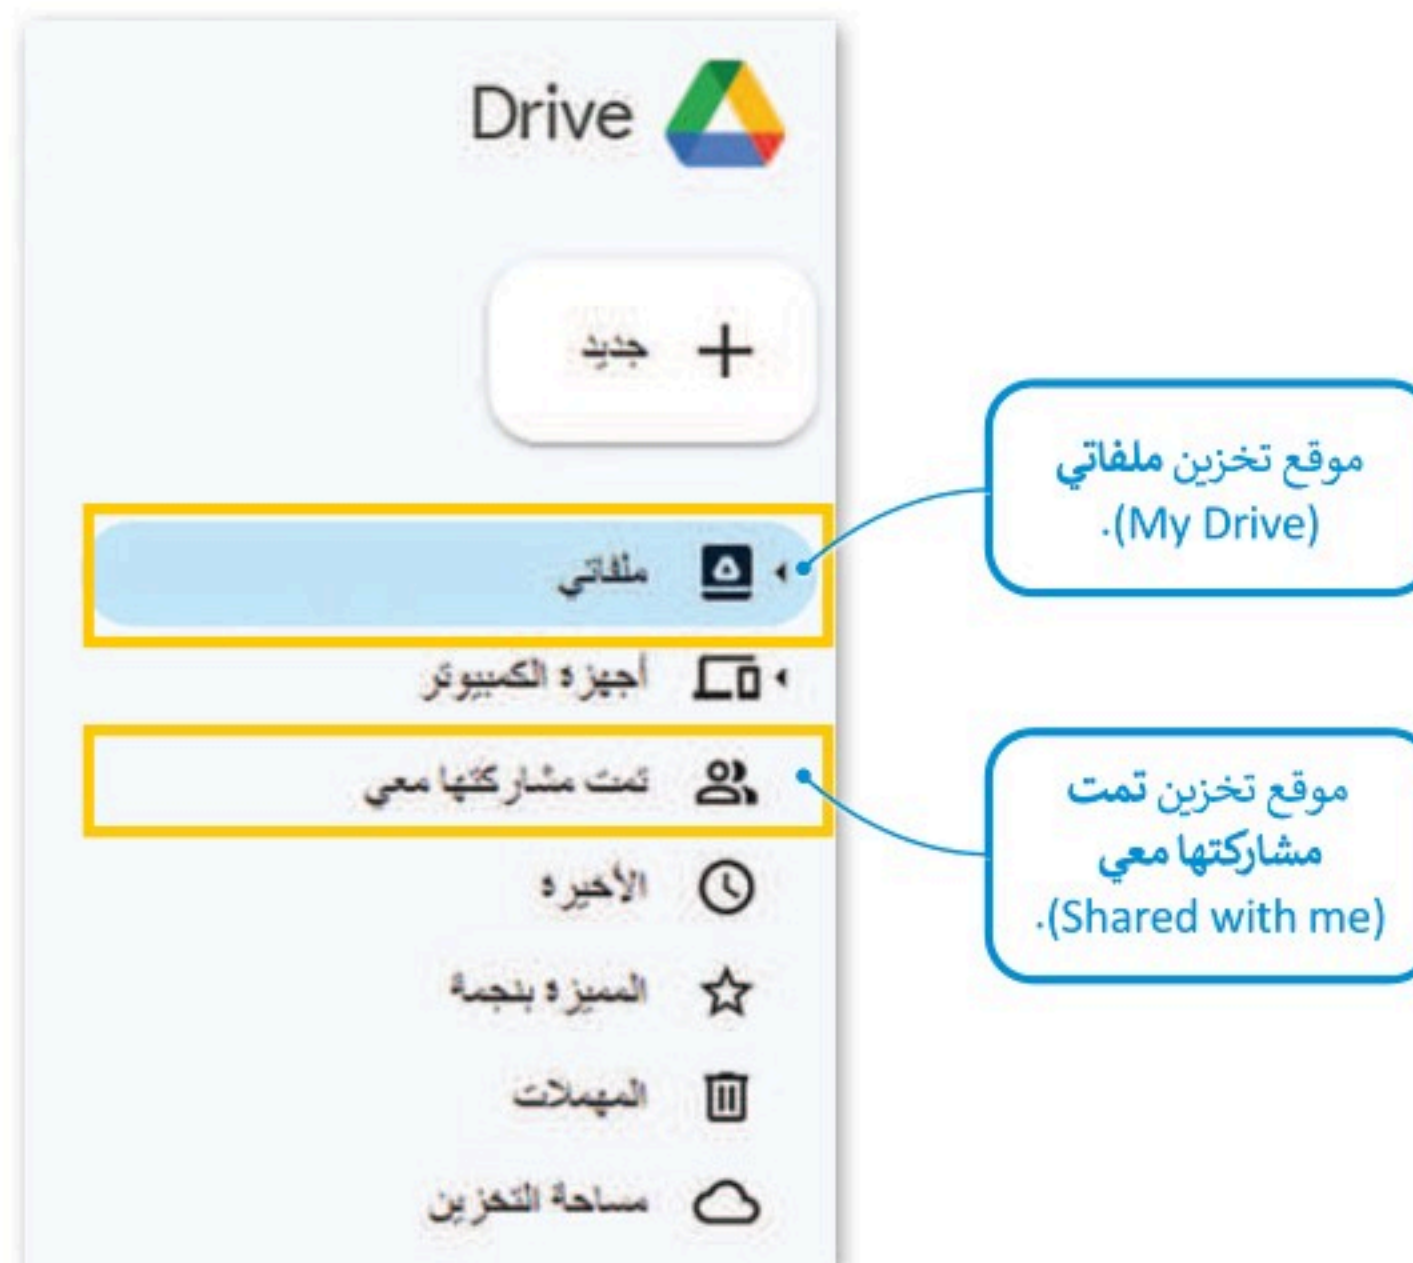 Drive
جديد
ملفاتي
أجهزة الكمبيوتر
تمت مشاركتها معي
الأخيرة
المميزة بنجمة
المهملات
مساحة التخزين
موقع تخزين ملفاتي
(My Drive).
موقع تخزين تمت
مشاركتها معي
(Shared with me).